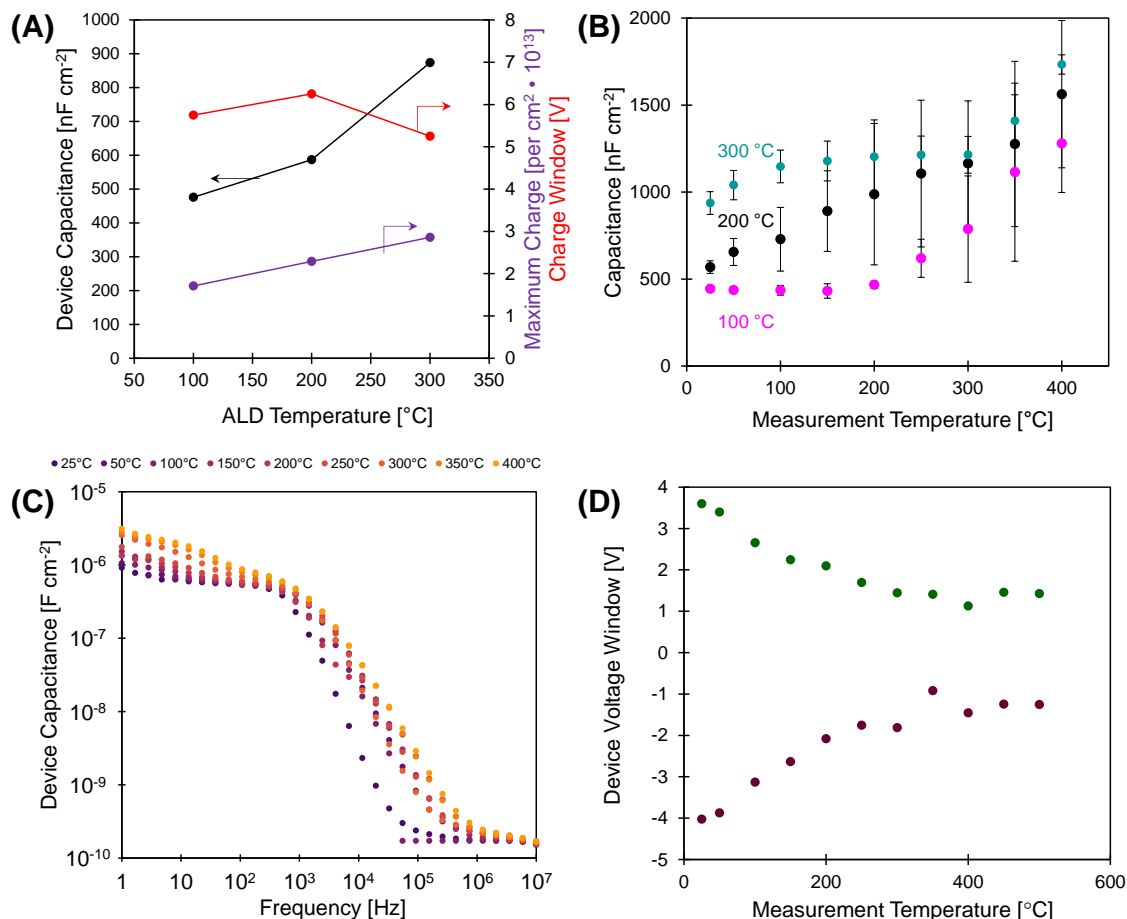 (A)
1000
900
800
700
600
500
400
300
200
100
0
Device Capacitance [nF cm⁻²]
8
7
6
5
4
3
2
1
0
Maximum Charge [per cm² • 10¹³]
Charge Window [V]
50 100 150 200 250 300 350
ALD Temperature [°C]
(B)
2000
1500
1000
500
0
Capacitance [nF cm⁻²]
300 °C
200 °C
100 °C
0 100 200 300 400
Measurement Temperature [°C]
25°C 50°C 100°C 150°C 200°C 250°C 300°C 350°C 400°C
(C)
10⁻⁵
10⁻⁶
10⁻⁷
10⁻⁸
10⁻⁹
10⁻¹⁰
Device Capacitance [F cm⁻²]
1 10 10² 10³ 10⁴ 10⁵ 10⁶ 10⁷
Frequency [Hz]
(D)
4
3
2
1
0
-1
-2
-3
-4
-5
Device Voltage Window [V]
0 200 400 600
Measurement Temperature [°C]